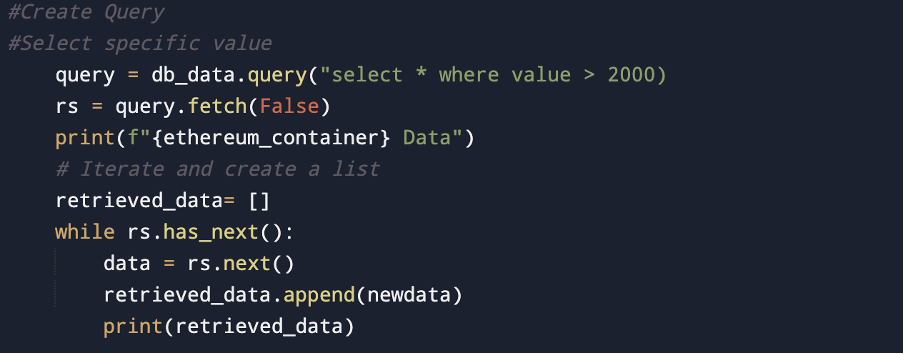 #Create Query
#Select specific value
    query = db_data.query("select * where value > 2000)
    rs = query.fetch(False)
    print(f"{ethereum_container} Data")
    # Iterate and create a list
    retrieved_data= []
    while rs.has_next():
        data = rs.next()
        retrieved_data.append(newdata)
        print(retrieved_data)